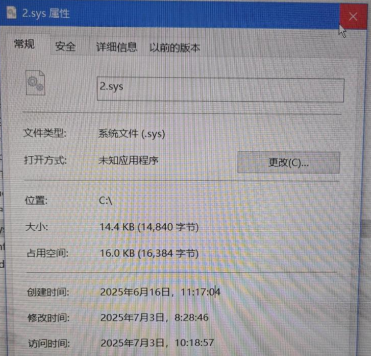 2.sys 属性
常规 安全 详细信息 以前的版本
2.sys
文件类型: 系统文件 (.sys)
打开方式: 未知应用程序 更改(C)...
位置: C:\
大小: 14.4 KB (14,840 字节)
占用空间: 16.0 KB (16,384 字节)
创建时间: 2025年6月16日，11:17:04
修改时间: 2025年7月3日，8:28:46
访问时间: 2025年7月3日，10:18:57